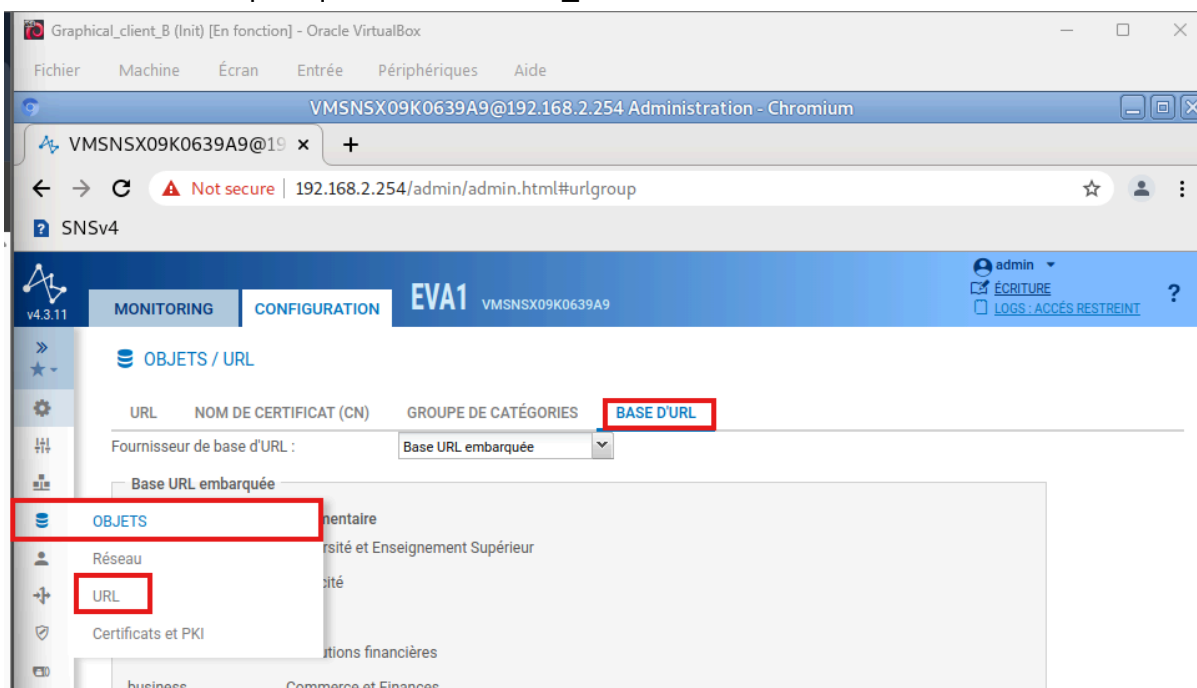 Graphical_client_B (Init) [En fonction] - Oracle VirtualBox
Fichier Machine Écran Entrée Périphériques Aide
VMSNSX09K0639A9@192.168.2.254 Administration - Chromium
VMSNSX09K0639A9@19
Not secure 192.168.2.254/admin/admin.html#urlgroup
SNSv4
v4.3.11 MONITORING CONFIGURATION EVA1 VMSNSX09K0639A9
admin
ÉCRITURE
LOGS : ACCÈS RESTREINT
?
OBJETS / URL
URL NOM DE CERTIFICAT (CN) GROUPE DE CATÉGORIES BASE D'URL
Fournisseur de base d'URL : Base URL embarquée
Base URL embarquée
OBJETS mentaire
rsité et Enseignement Supérieur
Réseau
cité
URL
Certificats et PKI
utions financières
business Commerce et Finances